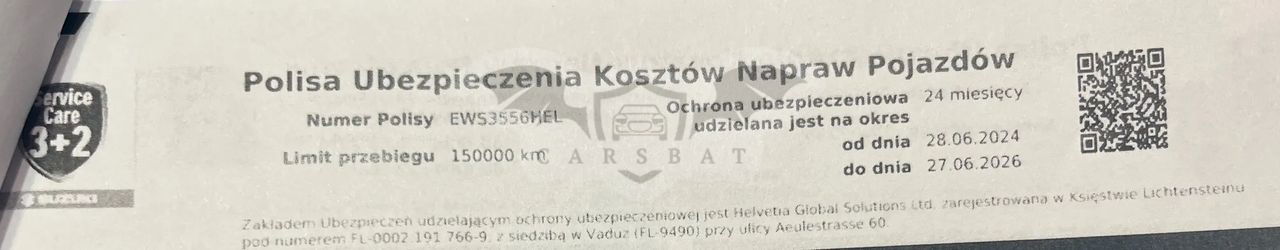 Service
Care
3+2
SUZUKI
Polisa Ubezpieczenia Kosztów Napraw Pojazdów
Numer Polisy EWS3556HEL
Limit przebiegu 150000 km
Ochrona ubezpieczeniowa 24 miesięcy
udzielana jest na okres
od dnia 28.06.2024
do dnia 27.06.2026
CARSBAT
Zakładem Ubezpieczeń udzielającym ochrony ubezpieczeniowej jest Helvetia Global Solutions Ltd. zarejestrowana w Księstwie Lichtensteinu
pod numerem FL-0002.191.766-9, z siedzibą w Vaduz (FL-9490) przy ulicy Aeulestrasse 60.